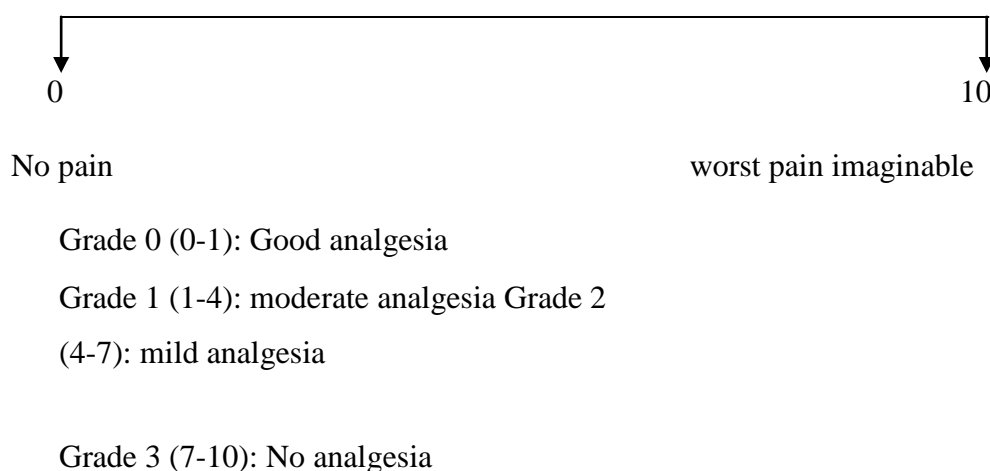 0 10
No pain worst pain imaginable
Grade 0 (0-1): Good analgesia
Grade 1 (1-4): moderate analgesia Grade 2
(4-7): mild analgesia
Grade 3 (7-10): No analgesia